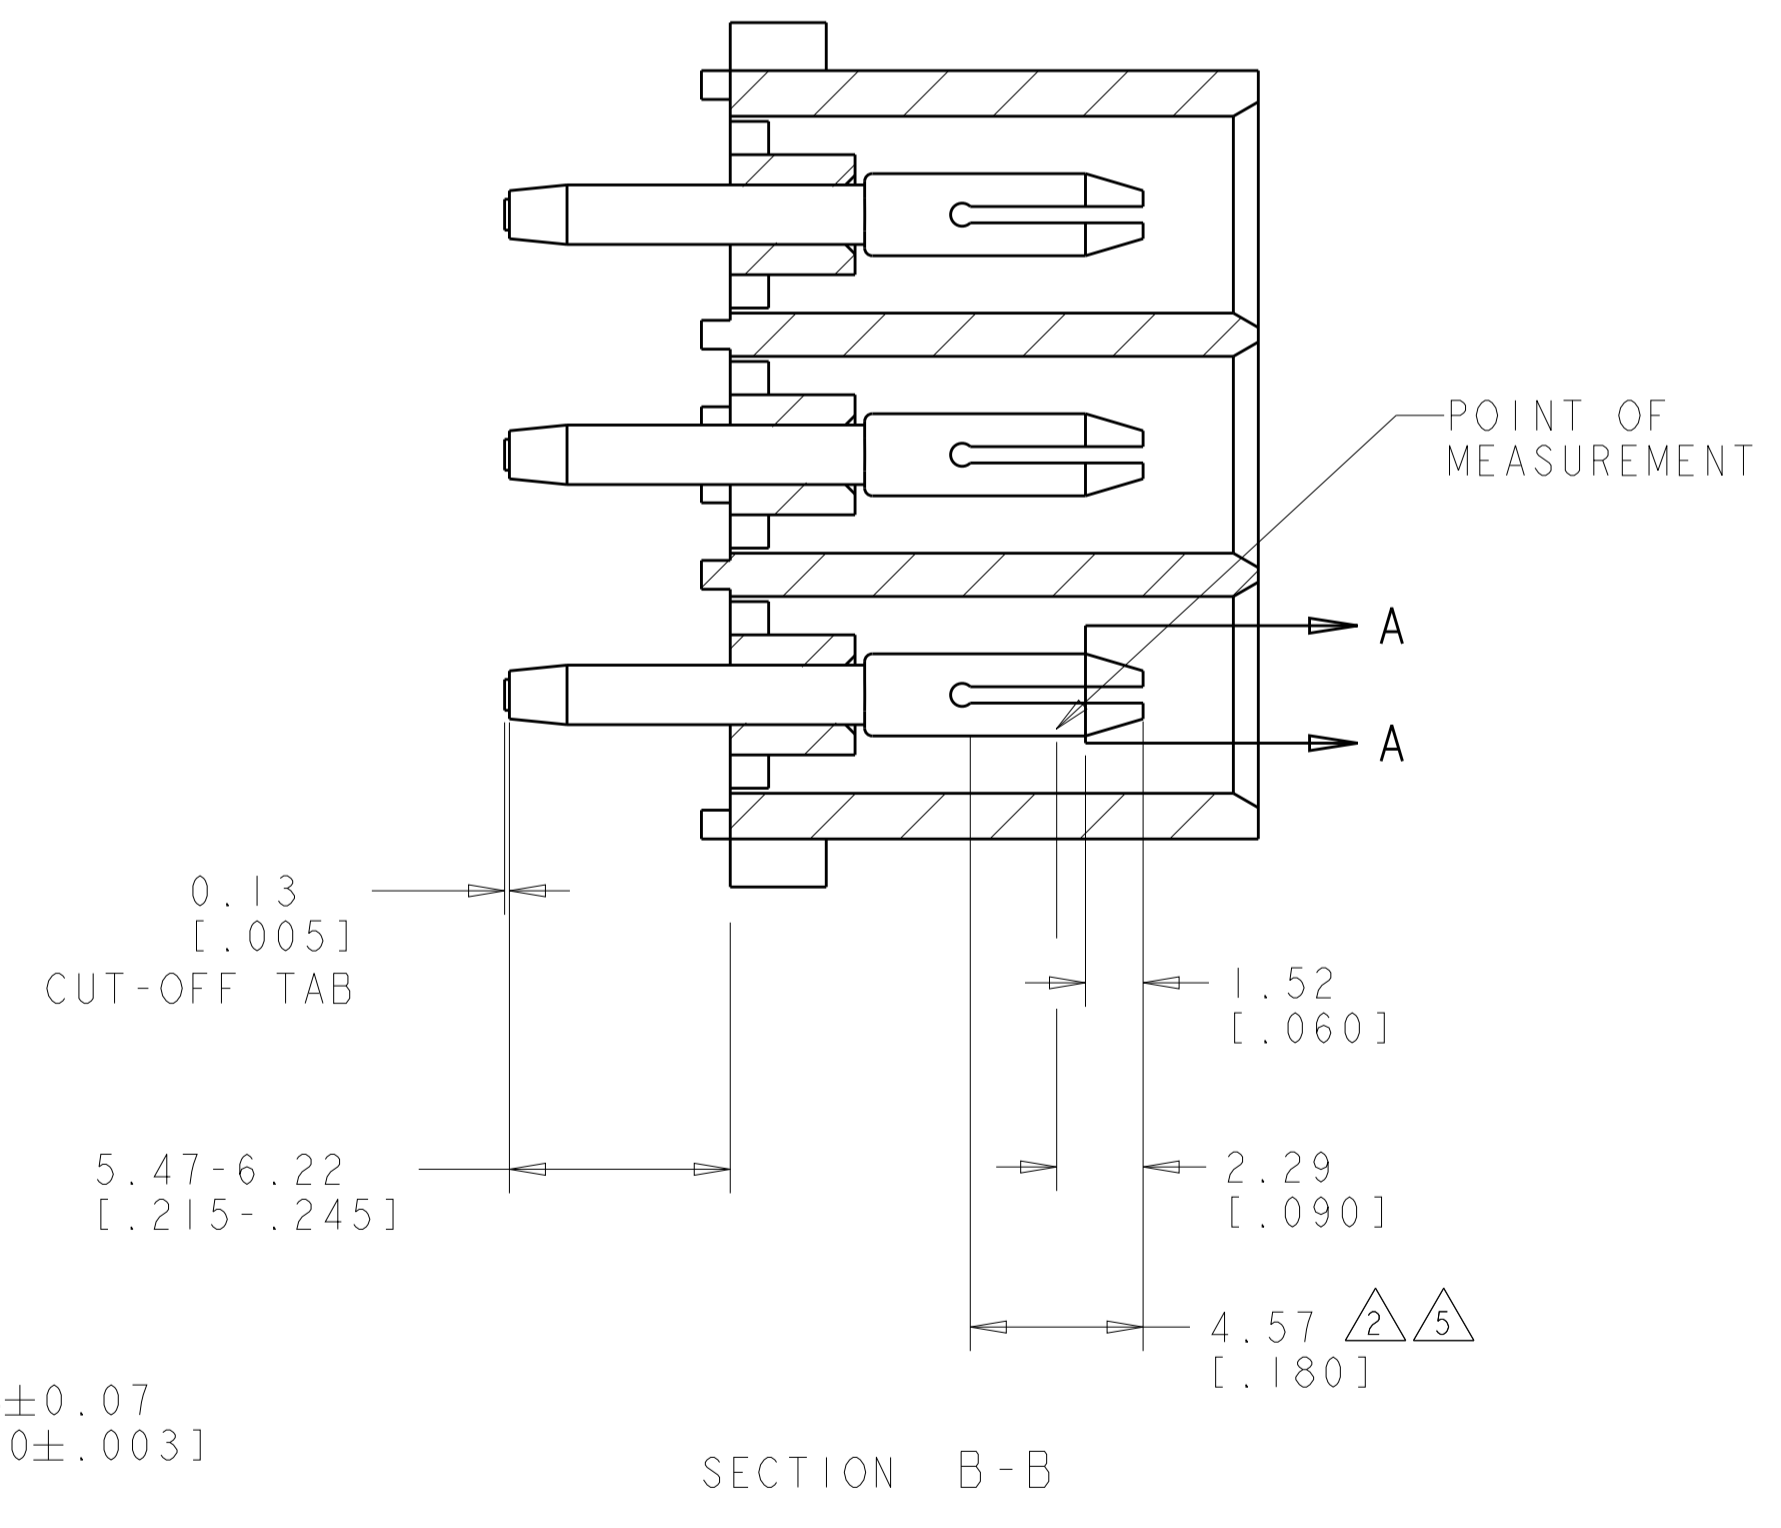 POINT OF
MEASUREMENT
A
A
0.13
[.005]
CUT-OFF TAB
1.52
[.060]
5.47-6.22
[.215-.245]
2.29
[.090]
4.57 2 5
[.180]
±0.07
0±.003]
SECTION B-B